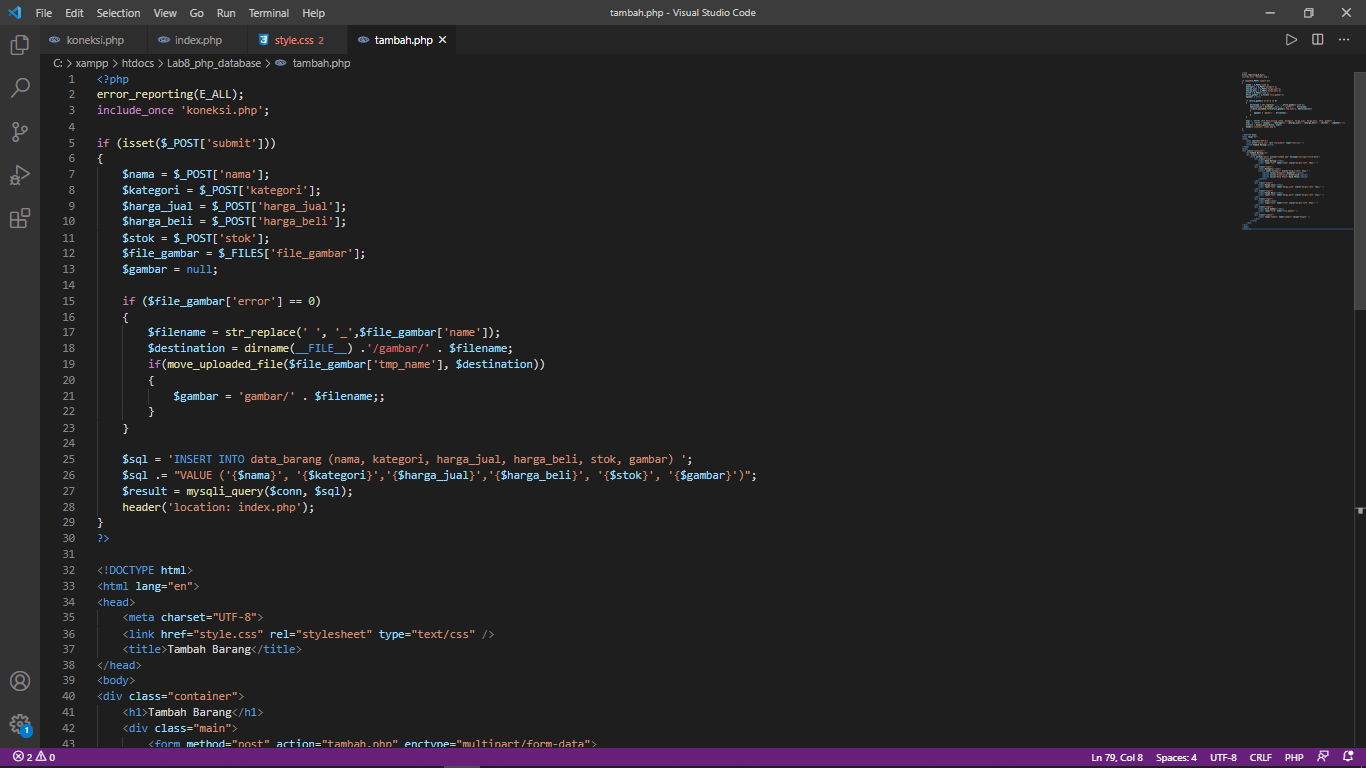 File Edit Selection View Go Run Terminal Help tambah.php - Visual Studio Code
koneksi.php index.php style.css 2 tambah.php
C: > xampp > htdocs > Lab8_php_database > tambah.php
1 <?php
2 error_reporting(E_ALL);
3 include_once 'koneksi.php';
4
5 if (isset($_POST['submit']))
6 {
7 $nama = $_POST['nama'];
8 $kategori = $_POST['kategori'];
9 $harga_jual = $_POST['harga_jual'];
10 $harga_beli = $_POST['harga_beli'];
11 $stok = $_POST['stok'];
12 $file_gambar = $_FILES['file_gambar'];
13 $gambar = null;
14
15 if ($file_gambar['error'] == 0)
16 {
17 $filename = str_replace(' ', '_',$file_gambar['name']);
18 $destination = dirname(__FILE__) .'/gambar/' . $filename;
19 if(move_uploaded_file($file_gambar['tmp_name'], $destination))
20 {
21 $gambar = 'gambar/' . $filename;;
22 }
23 }
24
25 $sql = 'INSERT INTO data_barang (nama, kategori, harga_jual, harga_beli, stok, gambar) ';
26 $sql .= "VALUE ('{$nama}', '{$kategori}','{$harga_jual}','{$harga_beli}', '{$stok}', '{$gambar}')";
27 $result = mysqli_query($conn, $sql);
28 header('location: index.php');
29 }
30 ?>
31
32 <!DOCTYPE html>
33 <html lang="en">
34 <head>
35 <meta charset="UTF-8">
36 <link href="style.css" rel="stylesheet" type="text/css" />
37 <title>Tambah Barang</title>
38 </head>
39 <body>
40 <div class="container">
41 <h1>Tambah Barang</h1>
42 <div class="main">
43 <form method="post" action="tambah.php" enctype="multipart/form-data">
1
2 0 Ln 79, Col 8 Spaces: 4 UTF-8 CRLF PHP